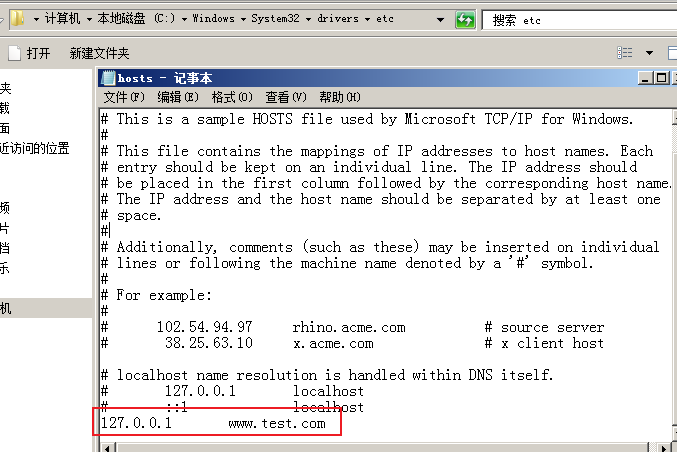 计算机 本地磁盘 (C:) Windows System32 drivers etc 搜索 etc
打开 新建文件夹
hosts - 记事本
文件(F) 编辑(E) 格式(O) 查看(V) 帮助(H)
夹
载
面
近访问的位置
频
片
档
乐
机
# This is a sample HOSTS file used by Microsoft TCP/IP for Windows.
#
# This file contains the mappings of IP addresses to host names. Each
# entry should be kept on an individual line. The IP address should
# be placed in the first column followed by the corresponding host name.
# The IP address and the host name should be separated by at least one
# space.
#
# Additionally, comments (such as these) may be inserted on individual
# lines or following the machine name denoted by a '#' symbol.
#
# For example:
#
# 102.54.94.97 rhino.acme.com # source server
# 38.25.63.10 x.acme.com # x client host

# localhost name resolution is handled within DNS itself.
# 127.0.0.1 localhost
# ::1 localhost
127.0.0.1 www.test.com